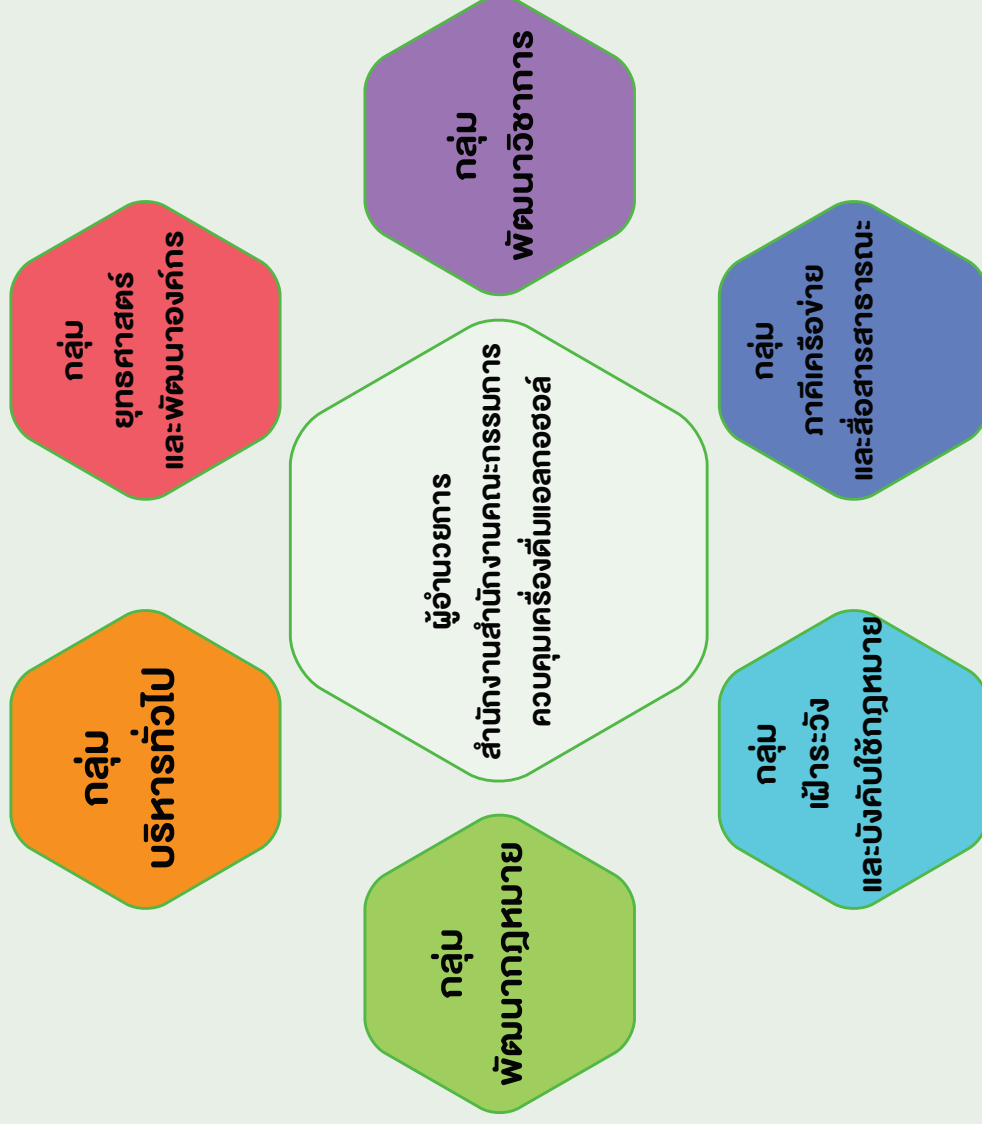 กลุ่ม
บริหารทั่วไป
กลุ่ม
ยุทธศาสตร์
และพัฒนาองค์กร
กลุ่ม
พัฒนากฎหมาย
ผู้อำนวยการ
สำนักงานสำนักงานคณะกรรมการ
ควบคุมเครื่องดื่มแอลกอฮอล์
กลุ่ม
พัฒนาวิชาการ
กลุ่ม
เฝ้าระวัง
และบังคับใช้กฎหมาย
กลุ่ม
ภาคีเครือข่าย
และสื่อสารสาธารณะ